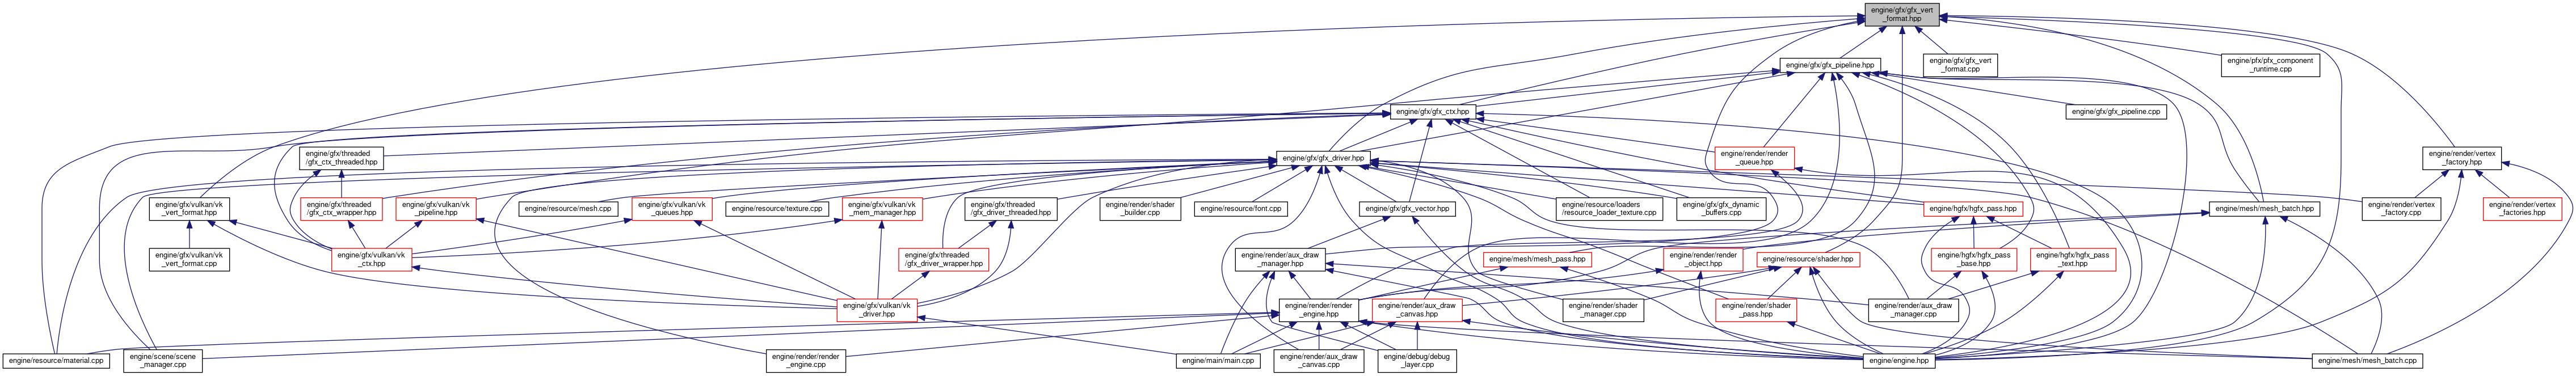 engine/gfx/gfx_vert
_format.hpp
engine/gfx/gfx_pipeline.hpp
engine/gfx/gfx_vert
_format.cpp
engine/pfx/pfx_component
_runtime.cpp
engine/gfx/gfx_ctx.hpp
engine/gfx/gfx_pipeline.cpp
engine/gfx/threaded
/gfx_ctx_threaded.hpp
engine/gfx/gfx_driver.hpp
engine/render/render
_queue.hpp
engine/render/vertex
_factory.hpp
engine/gfx/vulkan/vk
_vert_format.hpp
engine/gfx/threaded
/gfx_ctx_wrapper.hpp
engine/gfx/vulkan/vk
_pipeline.hpp
engine/resource/mesh.cpp
engine/gfx/vulkan/vk
_queues.hpp
engine/resource/texture.cpp
engine/gfx/vulkan/vk
_mem_manager.hpp
engine/gfx/threaded
/gfx_driver_threaded.hpp
engine/render/shader
_builder.cpp
engine/resource/font.cpp
engine/gfx/gfx_vector.hpp
engine/resource/loaders
/resource_loader_texture.cpp
engine/gfx/gfx_dynamic
_buffers.cpp
engine/hgfx/hgfx_pass.hpp
engine/mesh/mesh_batch.hpp
engine/render/vertex
_factory.cpp
engine/render/vertex
_factories.hpp
engine/gfx/vulkan/vk
_vert_format.cpp
engine/gfx/vulkan/vk
_ctx.hpp
engine/gfx/threaded
/gfx_driver_wrapper.hpp
engine/render/aux_draw
_manager.hpp
engine/mesh/mesh_pass.hpp
engine/render/render
_object.hpp
engine/resource/shader.hpp
engine/hgfx/hgfx_pass
_base.hpp
engine/hgfx/hgfx_pass
_text.hpp
engine/gfx/vulkan/vk
_driver.hpp
engine/render/render
_engine.hpp
engine/render/aux_draw
_canvas.hpp
engine/render/shader
_manager.cpp
engine/render/shader
_pass.hpp
engine/render/aux_draw
_manager.cpp
engine/resource/material.cpp
engine/scene/scene
_manager.cpp
engine/render/render
_engine.cpp
engine/main/main.cpp
engine/render/aux_draw
_canvas.cpp
engine/debug/debug
_layer.cpp
engine/engine.hpp
engine/mesh/mesh_batch.cpp